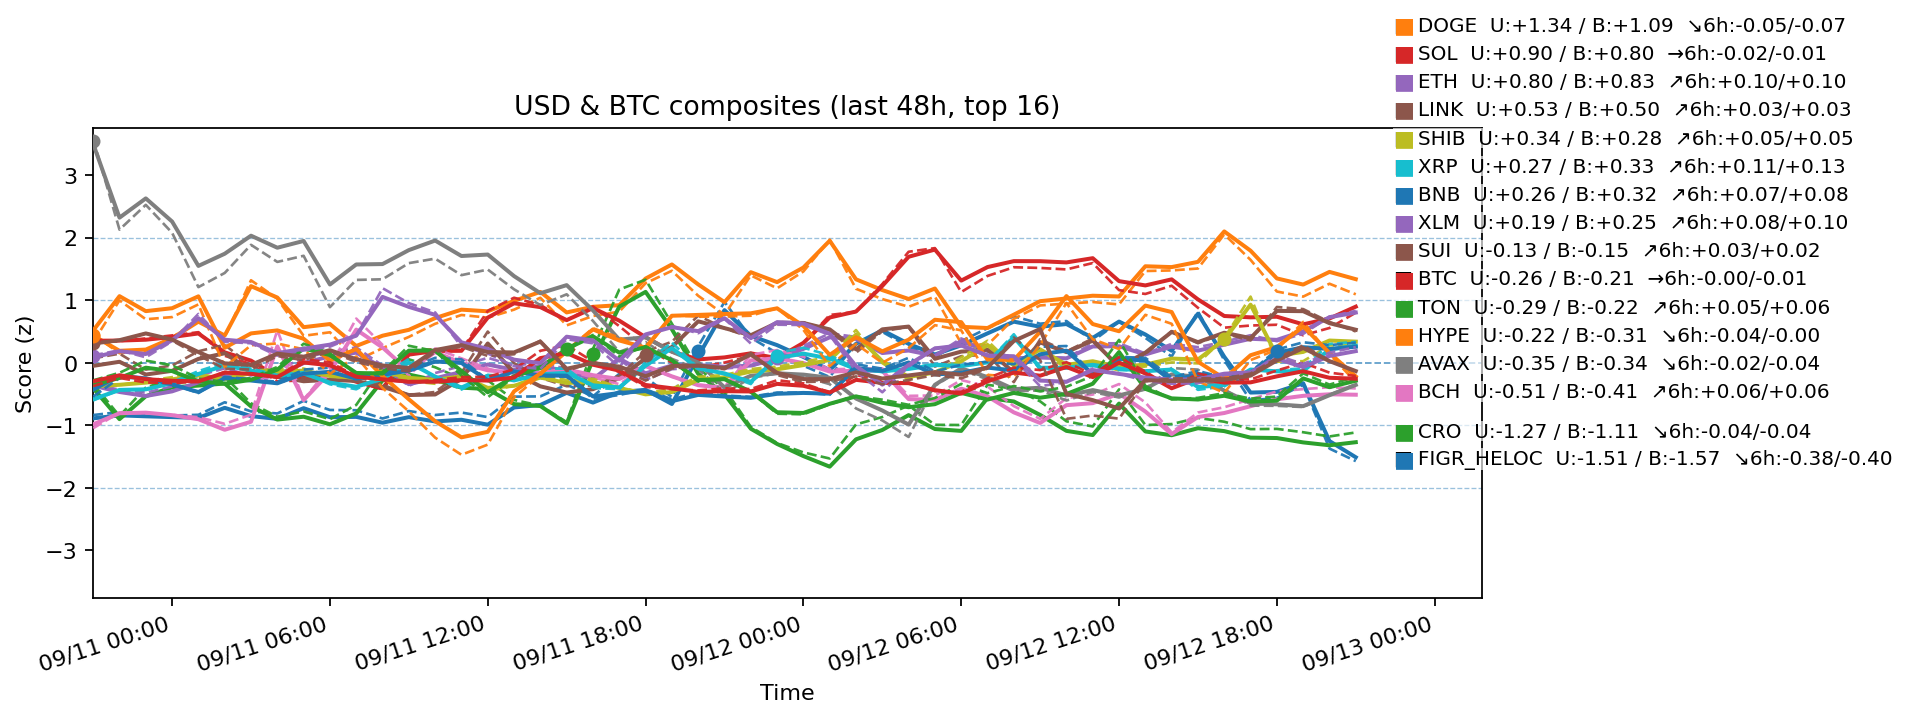 DOGE  U:+1.34 / B:+1.09  ↘6h:-0.05/-0.07
SOL  U:+0.90 / B:+0.80  →6h:-0.02/-0.01
ETH  U:+0.80 / B:+0.83  ↗6h:+0.10/+0.10
LINK  U:+0.53 / B:+0.50  ↗6h:+0.03/+0.03
SHIB  U:+0.34 / B:+0.28  ↗6h:+0.05/+0.05
XRP  U:+0.27 / B:+0.33  ↗6h:+0.11/+0.13
BNB  U:+0.26 / B:+0.32  ↗6h:+0.07/+0.08
XLM  U:+0.19 / B:+0.25  ↗6h:+0.08/+0.10
SUI  U:-0.13 / B:-0.15  ↗6h:+0.03/+0.02
BTC  U:-0.26 / B:-0.21  →6h:-0.00/-0.01
TON  U:-0.29 / B:-0.22  ↗6h:+0.05/+0.06
HYPE  U:-0.22 / B:-0.31  ↘6h:-0.04/-0.00
AVAX  U:-0.35 / B:-0.34  ↘6h:-0.02/-0.04
BCH  U:-0.51 / B:-0.41  ↗6h:+0.06/+0.06
CRO  U:-1.27 / B:-1.11  ↘6h:-0.04/-0.04
FIGR_HELOC  U:-1.51 / B:-1.57  ↘6h:-0.38/-0.40
USD & BTC composites (last 48h, top 16)
Score (z)
3
2
1
0
−1
−2
−3
09/11 00:00
09/11 06:00
09/11 12:00
09/11 18:00
09/12 00:00
09/12 06:00
09/12 12:00
09/12 18:00
09/13 00:00
Time